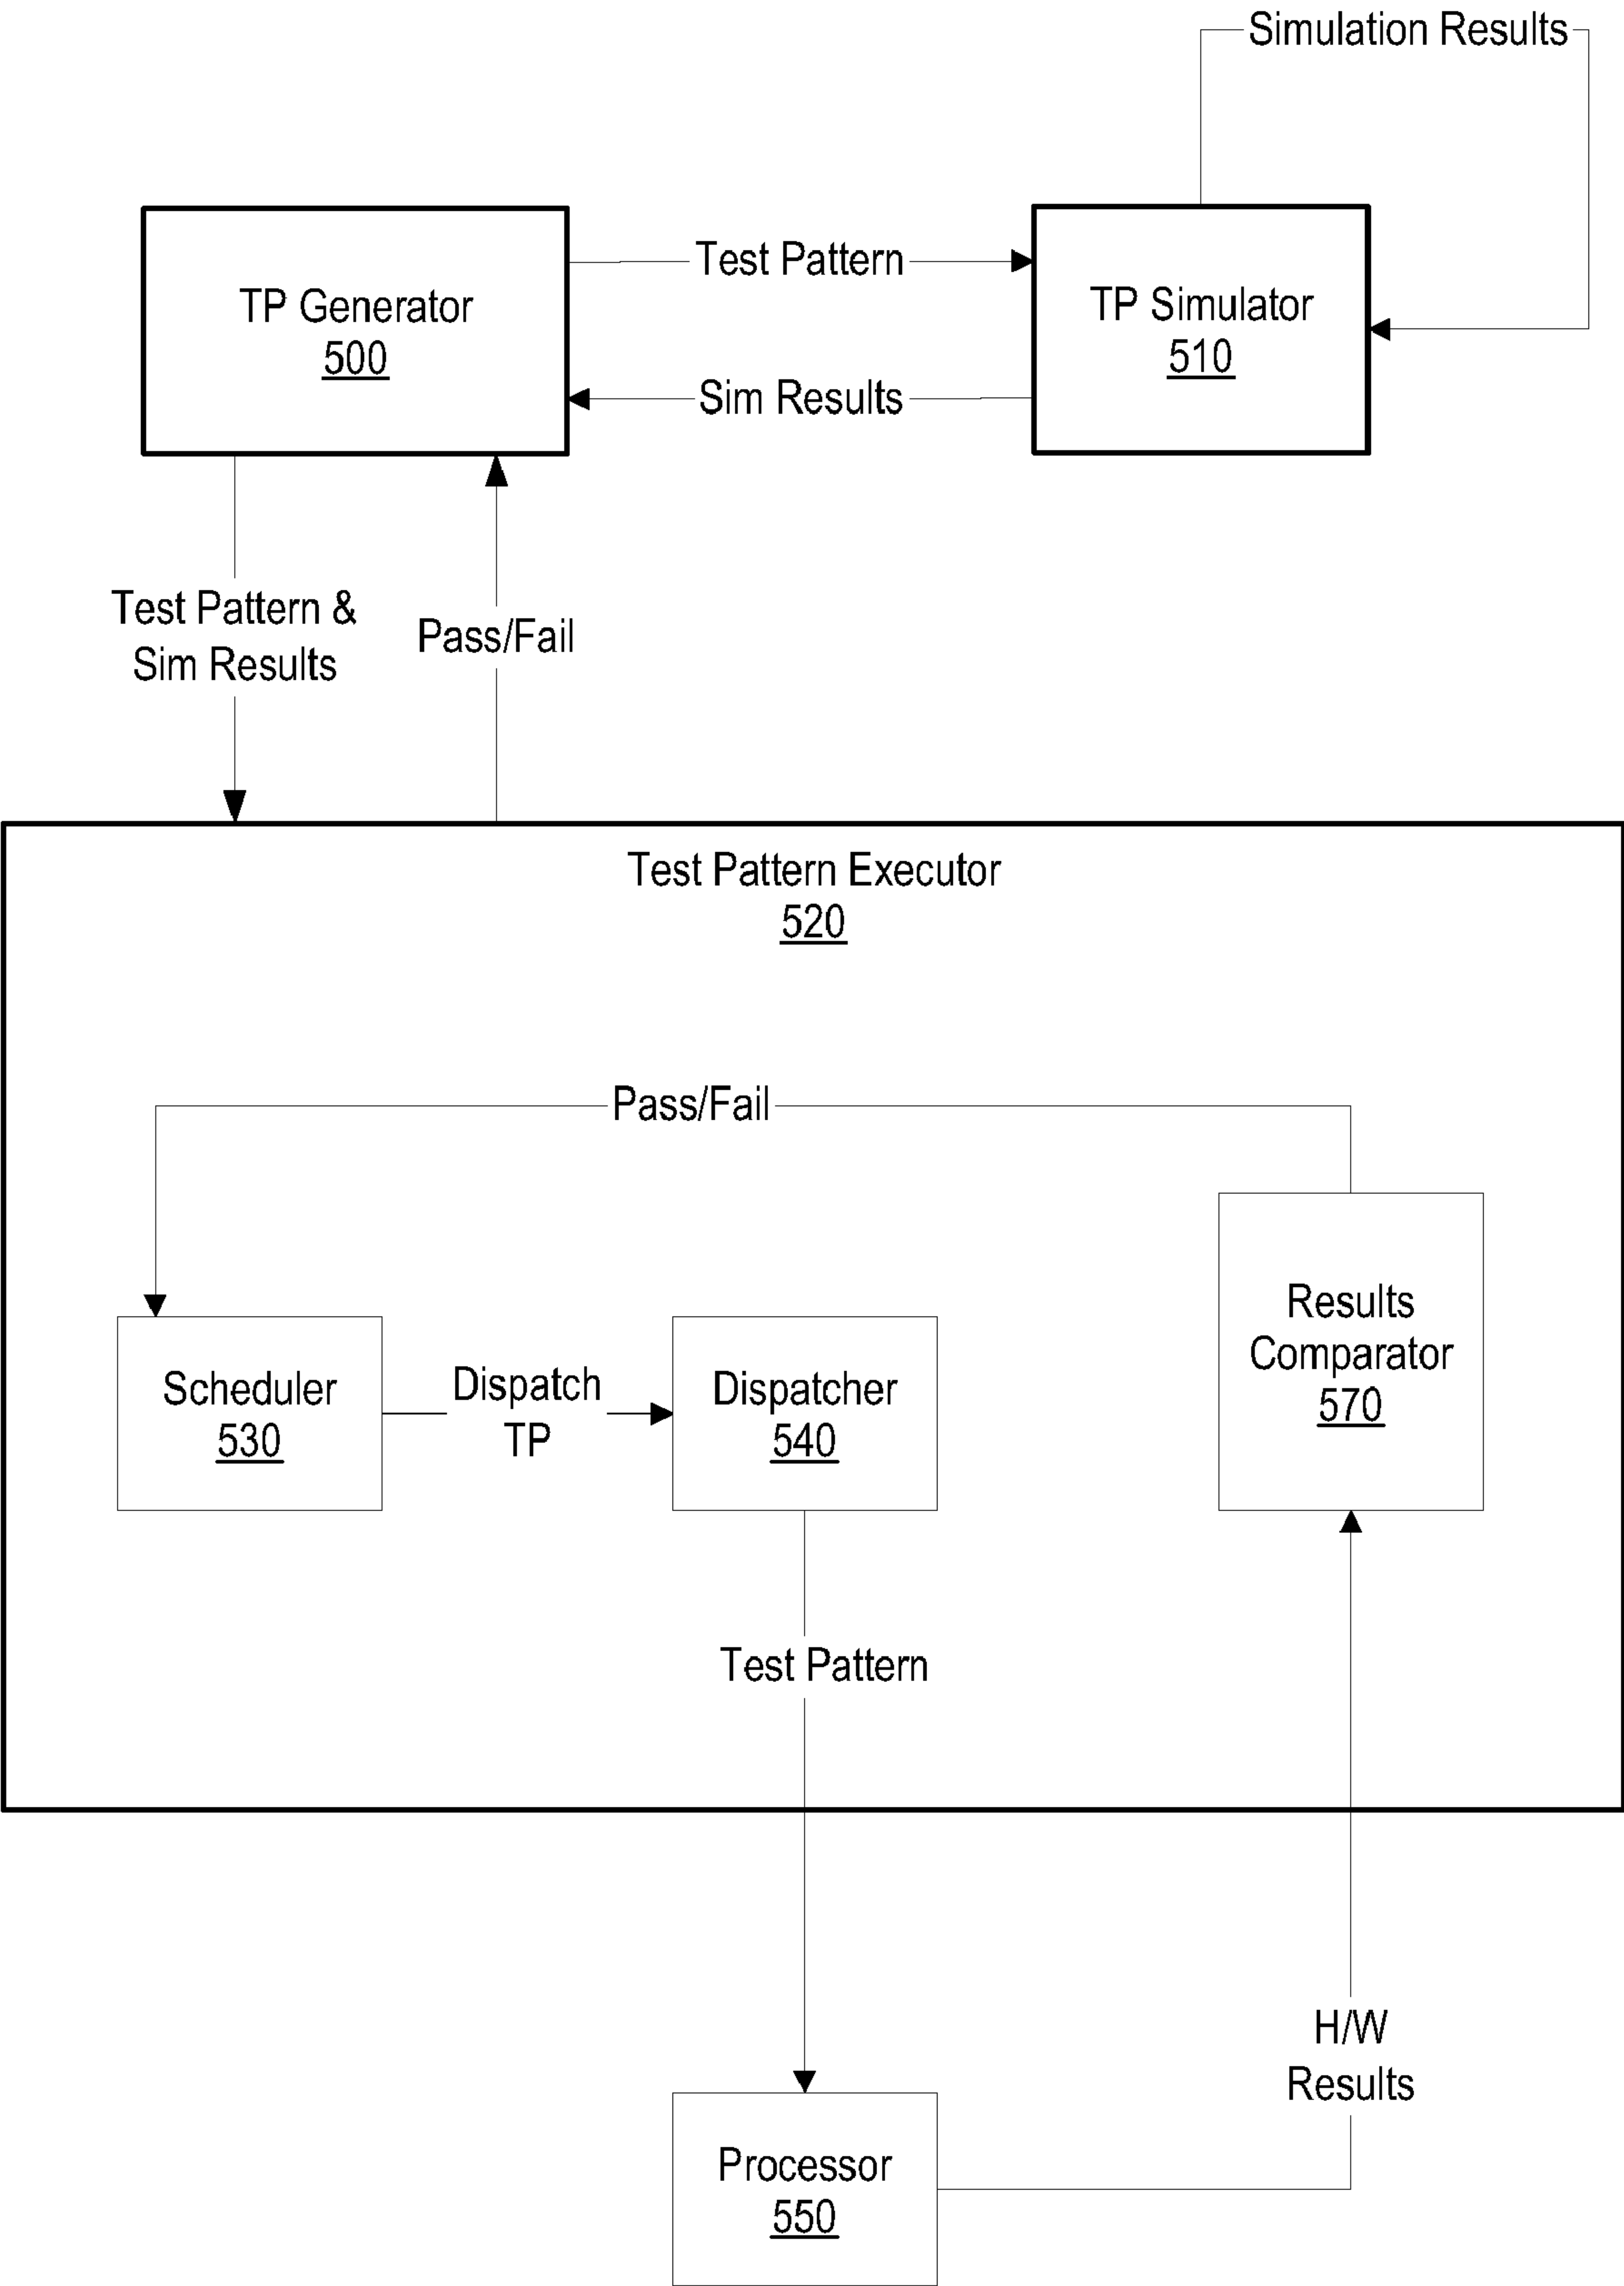 Simulation Results
TP Generator
500
Test Pattern
Sim Results
TP Simulator
510
Test Pattern &
Sim Results
Pass/Fail
Test Pattern Executor
520
Pass/Fail
Scheduler
530
Dispatch
TP
Dispatcher
540
Results
Comparator
570
Test Pattern
H/W
Results
Processor
550